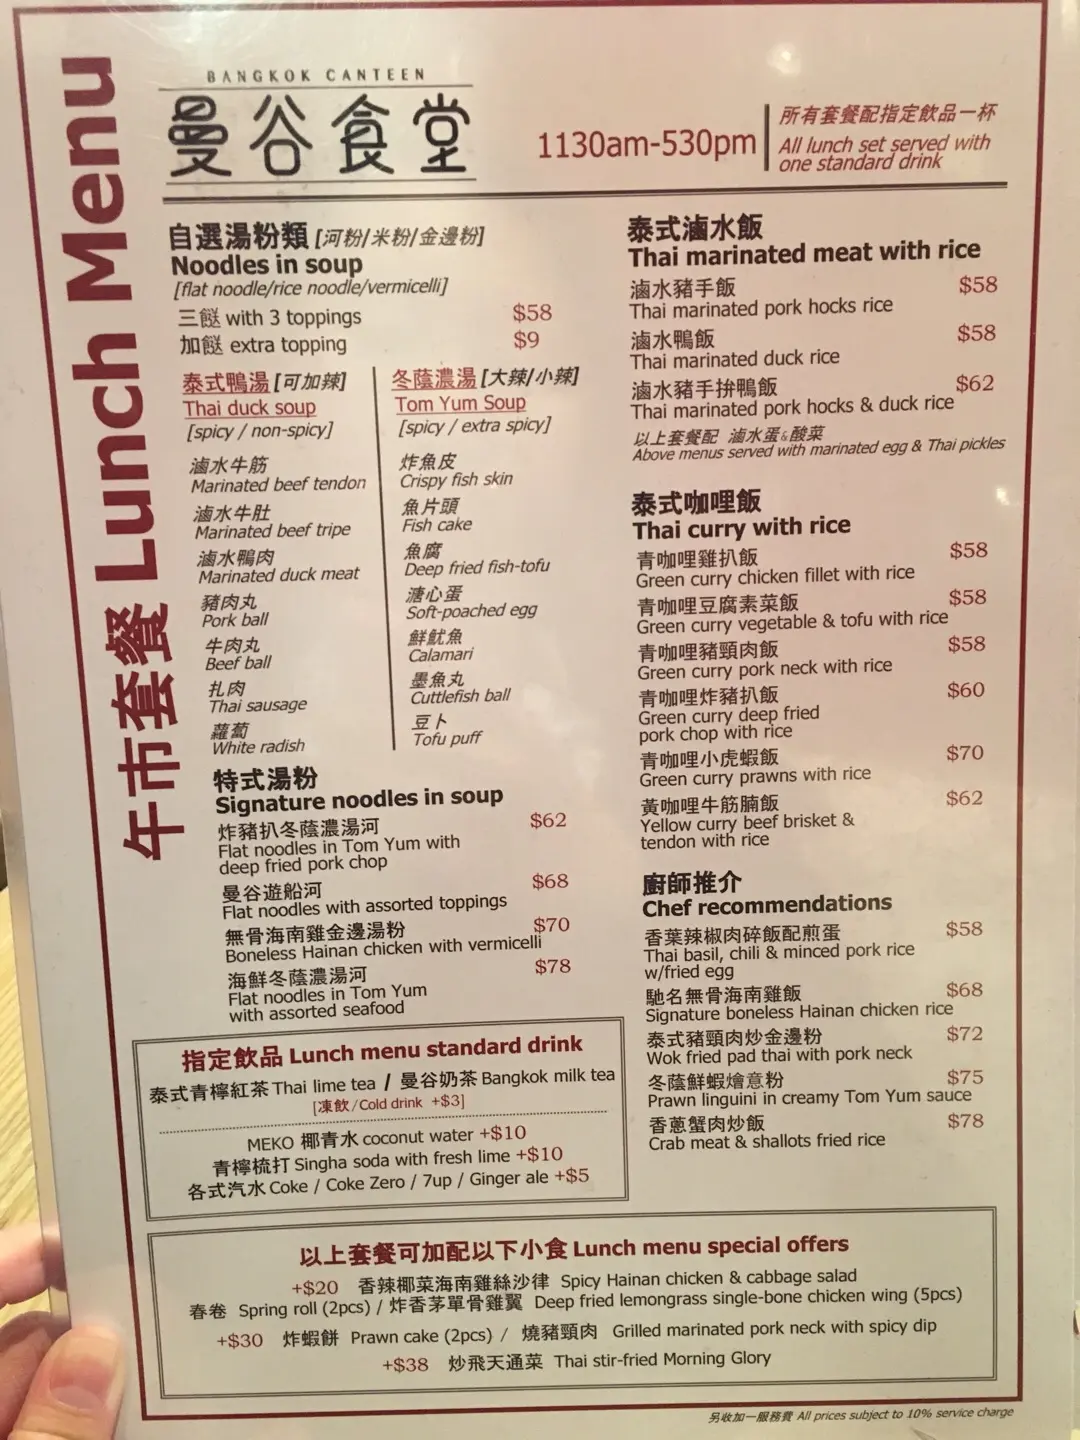 午市套餐 Lunch Menu
BANGKOK CANTEEN
曼谷食堂
1130am-530pm
所有套餐配指定飲品一杯
All lunch set served with
one standard drink
自選湯粉類 [河粉/米粉/金邊粉]
Noodles in soup
[flat noodle/rice noodle/vermicelli]
三餸 with 3 toppings $58
加餸 extra topping $9
泰式鴨湯 [可加辣]
Thai duck soup
[spicy / non-spicy]
滷水牛筋
Marinated beef tendon
滷水牛肚
Marinated beef tripe
滷水鴨肉
Marinated duck meat
豬肉丸
Pork ball
牛肉丸
Beef ball
扎肉
Thai sausage
蘿蔔
White radish
冬蔭濃湯 [大辣/小辣]
Tom Yum Soup
[spicy / extra spicy]
炸魚皮
Crispy fish skin
魚片頭
Fish cake
魚腐
Deep fried fish-tofu
溏心蛋
Soft-poached egg
鮮魷魚
Calamari
墨魚丸
Cuttlefish ball
豆卜
Tofu puff
特式湯粉
Signature noodles in soup
炸豬扒冬蔭濃湯河 $62
Flat noodles in Tom Yum with
deep fried pork chop
曼谷遊船河 $68
Flat noodles with assorted toppings
無骨海南雞金邊湯粉 $70
Boneless Hainan chicken with vermicelli
海鮮冬蔭濃湯河 $78
Flat noodles in Tom Yum
with assorted seafood
指定飲品 Lunch menu standard drink
泰式青檸紅茶 Thai lime tea / 曼谷奶茶 Bangkok milk tea
[凍飲/Cold drink +$3]
MEKO 椰青水 coconut water +$10
青檸梳打 Singha soda with fresh lime +$10
各式汽水 Coke / Coke Zero / 7up / Ginger ale +$5
泰式滷水飯
Thai marinated meat with rice
滷水豬手飯 $58
Thai marinated pork hocks rice
滷水鴨飯 $58
Thai marinated duck rice
滷水豬手拚鴨飯 $62
Thai marinated pork hocks & duck rice
以上套餐配 滷水蛋&酸菜
Above menus served with marinated egg & Thai pickles
泰式咖哩飯
Thai curry with rice
青咖哩雞扒飯 $58
Green curry chicken fillet with rice
青咖哩豆腐素菜飯 $58
Green curry vegetable & tofu with rice
青咖哩豬頸肉飯 $58
Green curry pork neck with rice
青咖哩炸豬扒飯 $60
Green curry deep fried
pork chop with rice
青咖哩小虎蝦飯 $70
Green curry prawns with rice
黃咖哩牛筋腩飯 $62
Yellow curry beef brisket &
tendon with rice
廚師推介
Chef recommendations
香葉辣椒肉碎飯配煎蛋 $58
Thai basil, chili & minced pork rice
w/fried egg
馳名無骨海南雞飯 $68
Signature boneless Hainan chicken rice
泰式豬頸肉炒金邊粉 $72
Wok fried pad thai with pork neck
冬蔭鮮蝦燴意粉 $75
Prawn linguini in creamy Tom Yum sauce
香蔥蟹肉炒飯 $78
Crab meat & shallots fried rice
以上套餐可加配以下小食 Lunch menu special offers
+$20 香辣椰菜海南雞絲沙律 Spicy Hainan chicken & cabbage salad
春卷 Spring roll (2pcs) / 炸香茅單骨雞翼 Deep fried lemongrass single-bone chicken wing (5pcs)
+$30 炸蝦餅 Prawn cake (2pcs) / 燒豬頸肉 Grilled marinated pork neck with spicy dip
+$38 炒飛天通菜 Thai stir-fried Morning Glory
另收加一服務費 All prices subject to 10% service charge